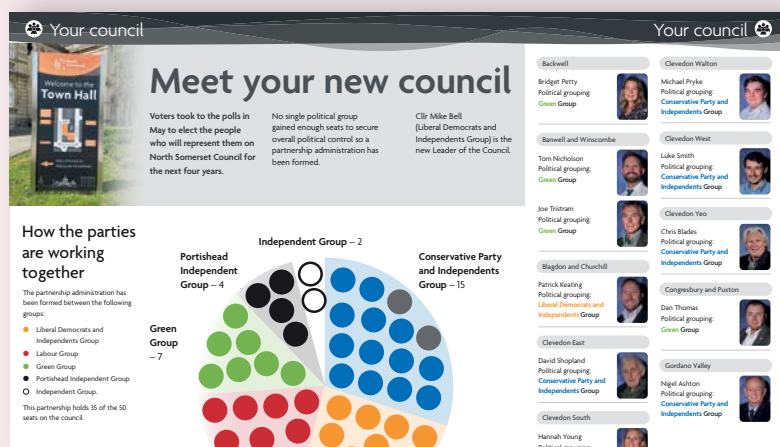 Your council
Your council
Welcome to the
Town Hall
Meet your new council
Voters took to the polls in
May to elect the people
who will represent them on
North Somerset Council for
the next four years.
No single political group
gained enough seats to secure
overall political control so a
partnership administration has
been formed.
Cllr Mike Bell
(Liberal Democrats and
Independents Group) is the
new Leader of the Council.
How the parties
are working
together
The partnership administration has
been formed between the following
groups:
Liberal Democrats and
Independents Group
Labour Group
Green Group
Portishead Independent Group
Independent Group.
This partnership holds 35 of the 50
seats on the council.
Independent Group – 2
Portishead
Independent
Group – 4
Conservative Party
and Independents
Group – 15
Green
Group
– 7
Backwell
Bridget Petty
Political grouping:
Green Group
Banwell and Winscombe
Tom Nicholson
Political grouping:
Green Group
Joe Tristram
Political grouping:
Green Group
Blagdon and Churchill
Patrick Keating
Political grouping:
Liberal Democrats and
Independents Group
Clevedon East
David Shopland
Political grouping:
Conservative Party and
Independents Group
Clevedon South
Hannah Young
Political grouping:
Clevedon Walton
Michael Pryke
Political grouping:
Conservative Party and
Independents Group
Clevedon West
Luke Smith
Political grouping:
Conservative Party and
Independents Group
Clevedon Yeo
Chris Blades
Political grouping:
Conservative Party and
Independents Group
Congresbury and Puxton
Dan Thomas
Political grouping:
Green Group
Gordano Valley
Nigel Ashton
Political grouping:
Conservative Party and
Independents Group